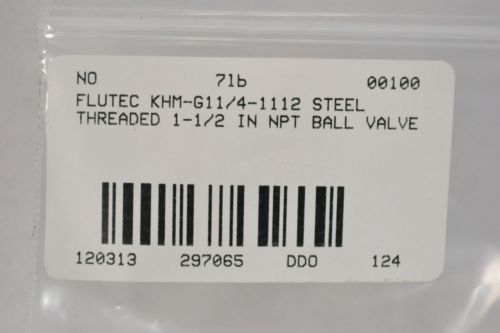 NO 7lb 00100
FLUTEC KHM-G11/4-1112 STEEL
THREADED 1-1/2 IN NPT BALL VALVE
120313 297065 DDO 124